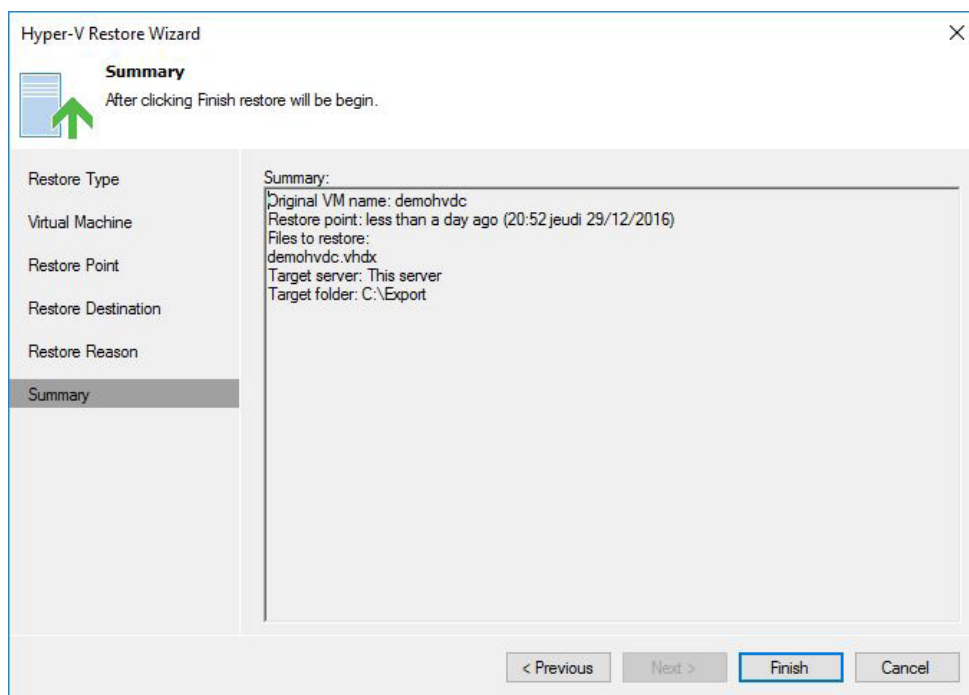 Hyper-V Restore Wizard
Summary
After clicking Finish restore will be begin.
Restore Type
Virtual Machine
Restore Point
Restore Destination
Restore Reason
Summary
Summary:
Original VM name: demohvdc
Restore point: less than a day ago (20:52 jeudi 29/12/2016)
Files to restore:
demohvdc.vhdx
Target server: This server
Target folder: C:\Export
< Previous
Next >
Finish
Cancel